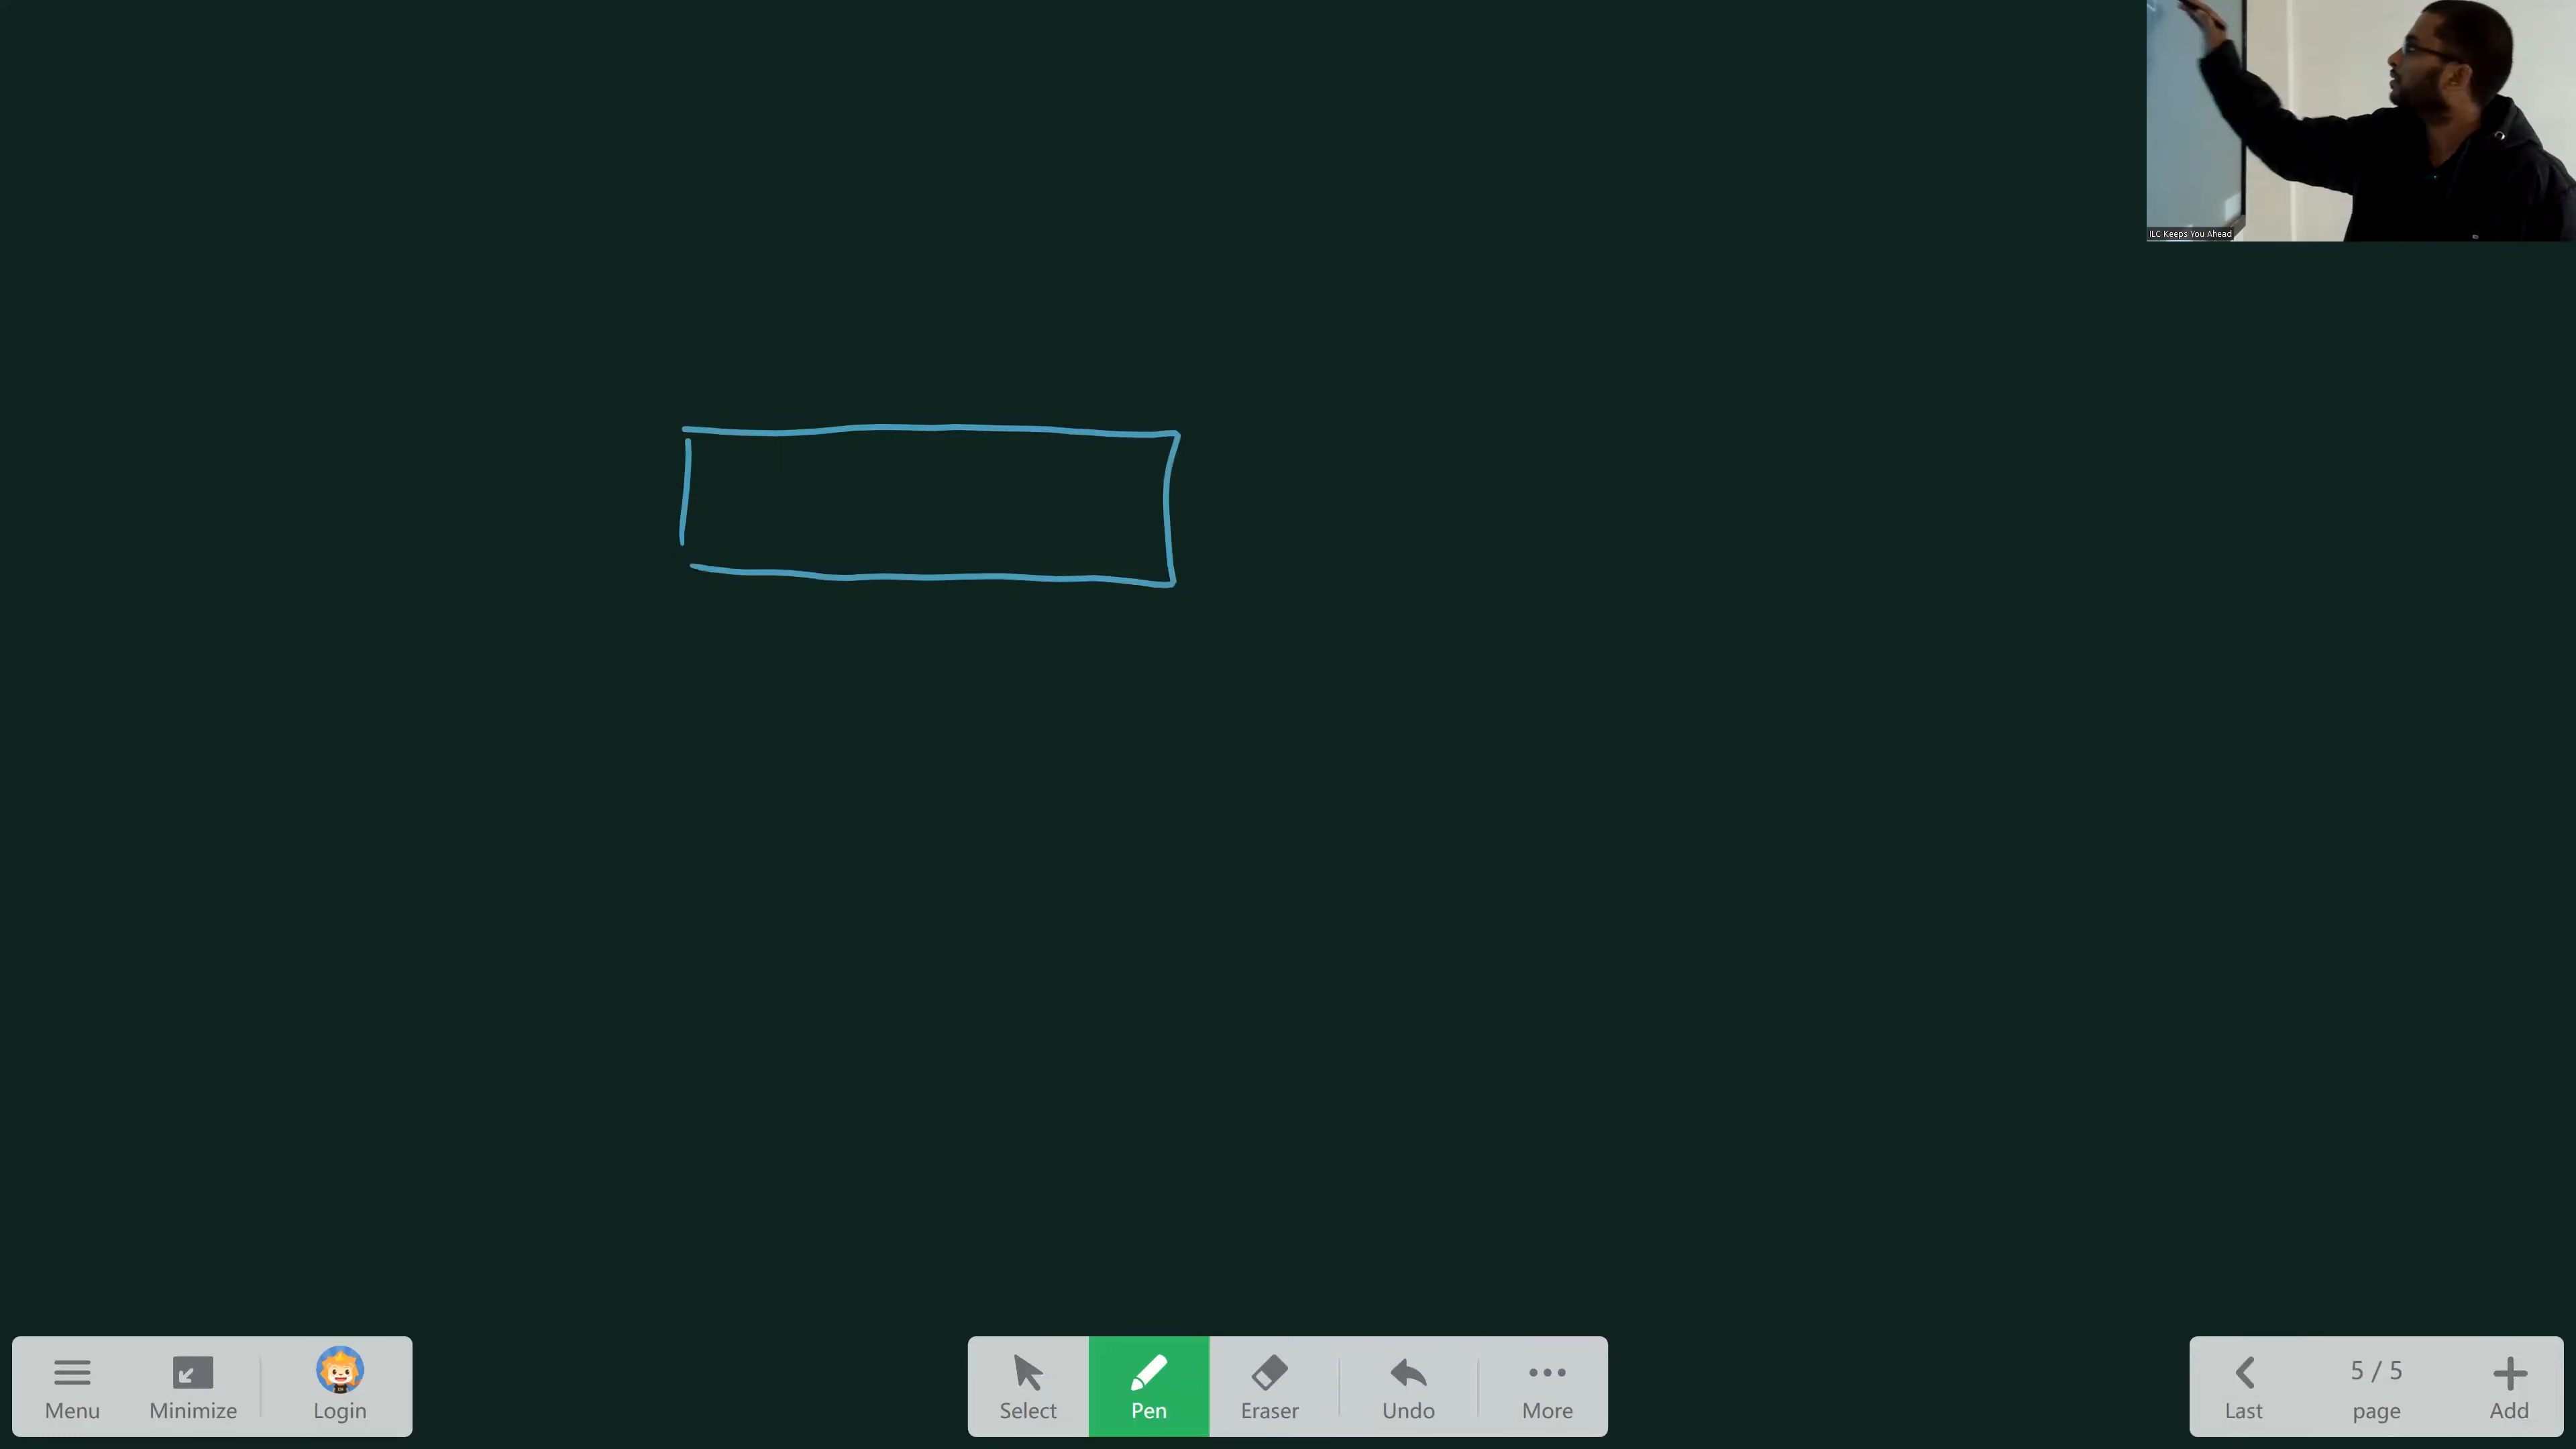 ILC Keeps You Ahead
Menu
Minimize
Login
Select
Pen
Eraser
Undo
More
Last
5 / 5
page
Add